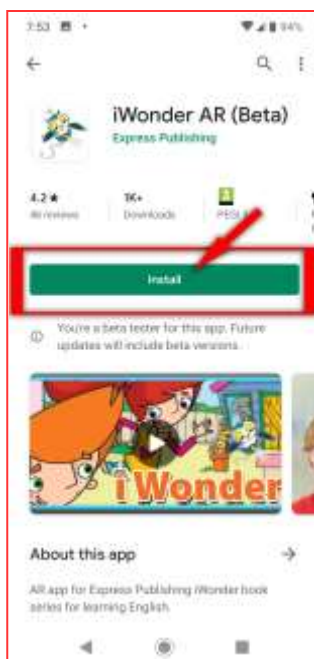 7:53 94%
iWonder AR (Beta)
Express Publishing
4.2★ 1K+
Downloads
Install
You're a beta tester for this app. Future
updates will include beta versions.
i Wonder
About this app
AR app for Express Publishing iWonder book
series for learning English.